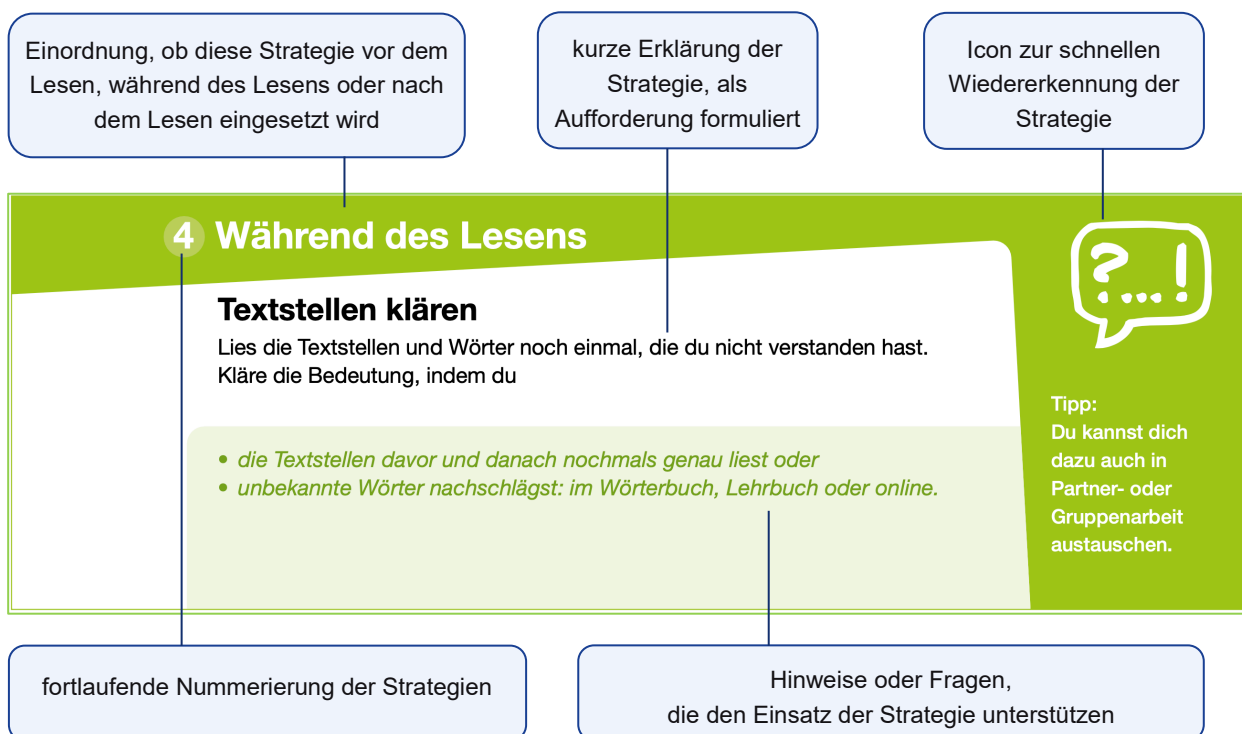 Einordnung, ob diese Strategie vor dem
Lesen, während des Lesens oder nach
dem Lesen eingesetzt wird
kurze Erklärung der
Strategie, als
Aufforderung formuliert
Icon zur schnellen
Wiedererkennung der
Strategie
4 Während des Lesens
?...!
Textstellen klären
Lies die Textstellen und Wörter noch einmal, die du nicht verstanden hast.
Kläre die Bedeutung, indem du
• die Textstellen davor und danach nochmals genau liest oder
• unbekannte Wörter nachschlägst: im Wörterbuch, Lehrbuch oder online.
Tipp:
Du kannst dich
dazu auch in
Partner- oder
Gruppenarbeit
austauschen.
fortlaufende Nummerierung der Strategien
Hinweise oder Fragen,
die den Einsatz der Strategie unterstützen